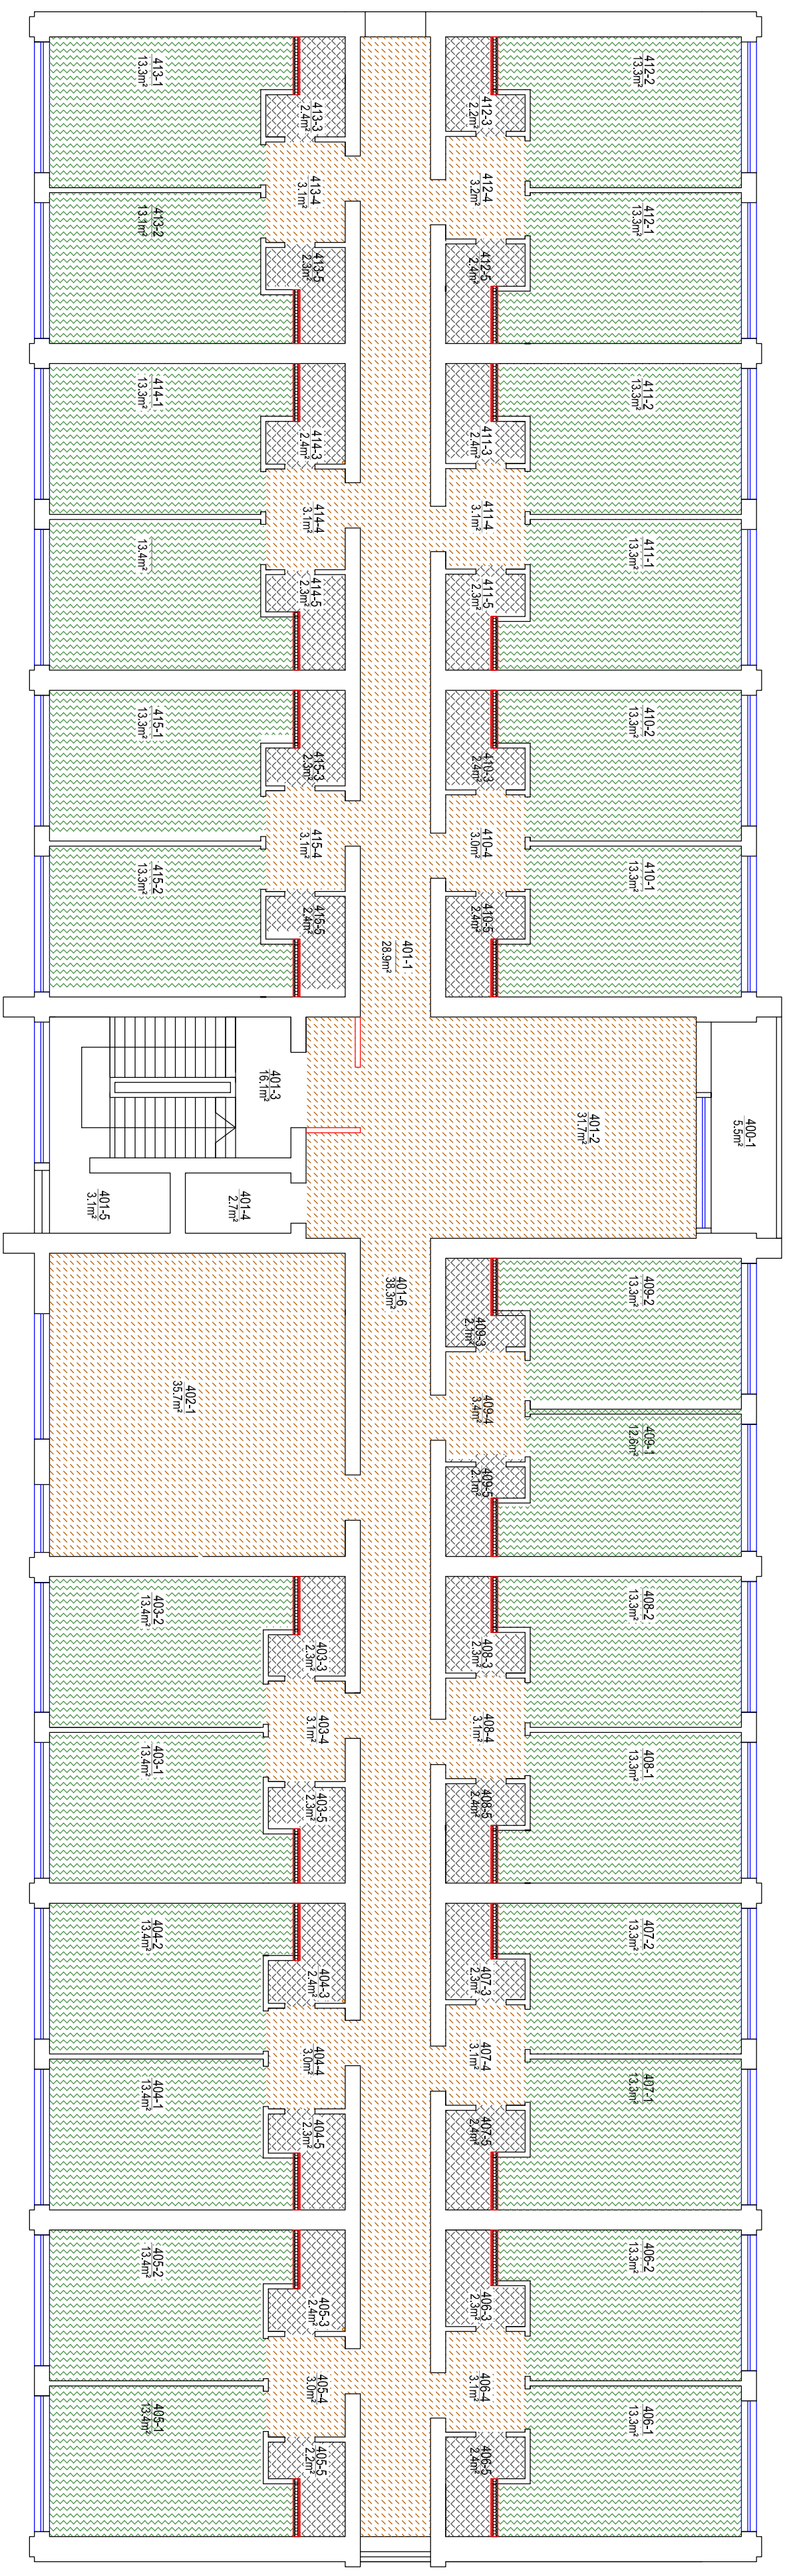 413-1
13.3m²
413-3
2.4m²
412-3
2.2m²
412-2
13.3m²
413-4
3.1m²
412-4
3.2m²
413-2
13.1m²
413-5
2.3m²
412-5
2.4m²
412-1
13.3m²
414-1
13.3m²
414-3
2.4m²
411-3
2.4m²
411-2
13.3m²
414-4
3.1m²
411-4
3.1m²
13.4m²
414-5
2.3m²
411-5
2.3m²
411-1
13.3m²
415-1
13.3m²
415-3
2.3m²
410-3
2.4m²
410-2
13.3m²
415-4
3.1m²
410-4
3.0m²
415-2
13.3m²
415-5
2.4m²
410-5
2.4m²
410-1
13.3m²
401-1
28.9m²
401-3
16.1m²
401-2
31.7m²
400-1
5.5m²
401-5
3.1m²
401-4
2.7m²
401-6
38.3m²
409-3
2.1m²
409-2
13.3m²
402-1
35.7m²
409-4
3.4m²
409-5
2.1m²
409-1
12.6m²
403-2
13.4m²
403-3
2.3m²
408-3
2.3m²
408-2
13.3m²
403-4
3.1m²
408-4
3.1m²
403-1
13.4m²
403-5
2.3m²
408-5
2.4m²
408-1
13.3m²
404-2
13.4m²
404-3
2.4m²
407-3
2.3m²
407-2
13.3m²
404-4
3.0m²
407-4
3.1m²
404-1
13.4m²
404-5
2.3m²
407-5
2.4m²
407-1
13.3m²
405-2
13.4m²
405-3
2.4m²
406-3
2.3m²
406-2
13.3m²
405-4
3.0m²
406-4
3.1m²
405-1
13.4m²
405-5
2.2m²
406-5
2.4m²
406-1
13.3m²